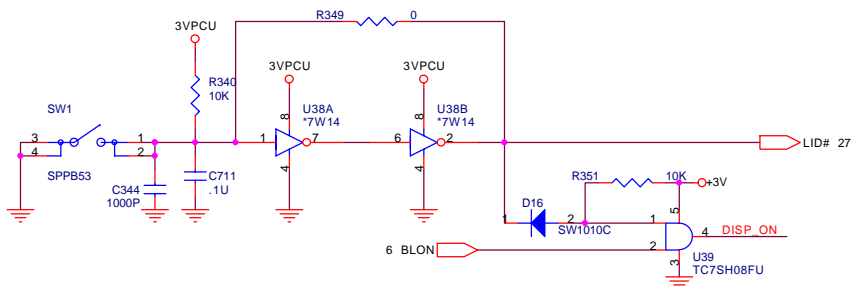 R349 0
3VPCU
R340
10K
3VPCU
3VPCU
SW1
U38A
*7W14
U38B
*7W14
8
8
3
4
1
2
1
7
6
2
4
4
SPPB53
C344
1000P
C711
.1U
LID# 27
R351 10K
+3V
D16
1
2
SW1010C
1
2
5
4
3
DISP_ON
6 BLON
U39
TC7SH08FU